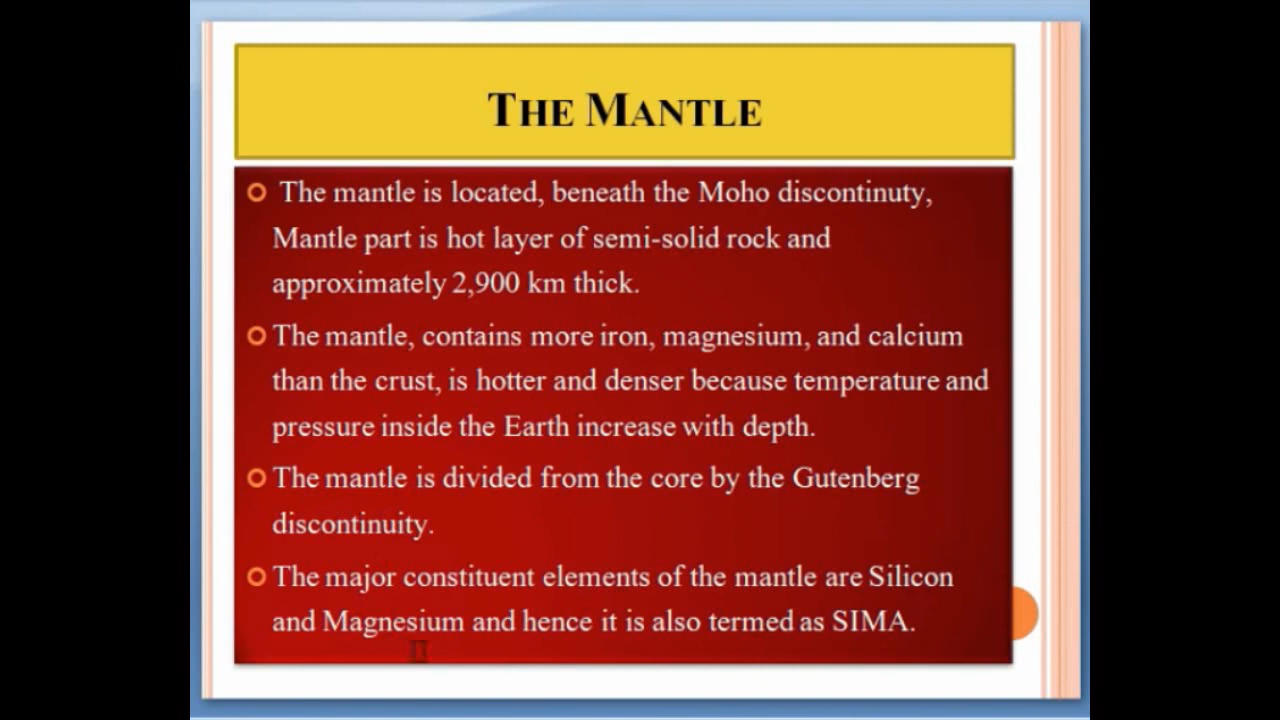 THE MANTLE
The mantle is located, beneath the Moho discontinuty,
Mantle part is hot layer of semi-solid rock and
approximately 2,900 km thick.
The mantle, contains more iron, magnesium, and calcium
than the crust, is hotter and denser because temperature and
pressure inside the Earth increase with depth.
The mantle is divided from the core by the Gutenberg
discontinuity.
The major constituent elements of the mantle are Silicon
and Magnesium and hence it is also termed as SIMA.